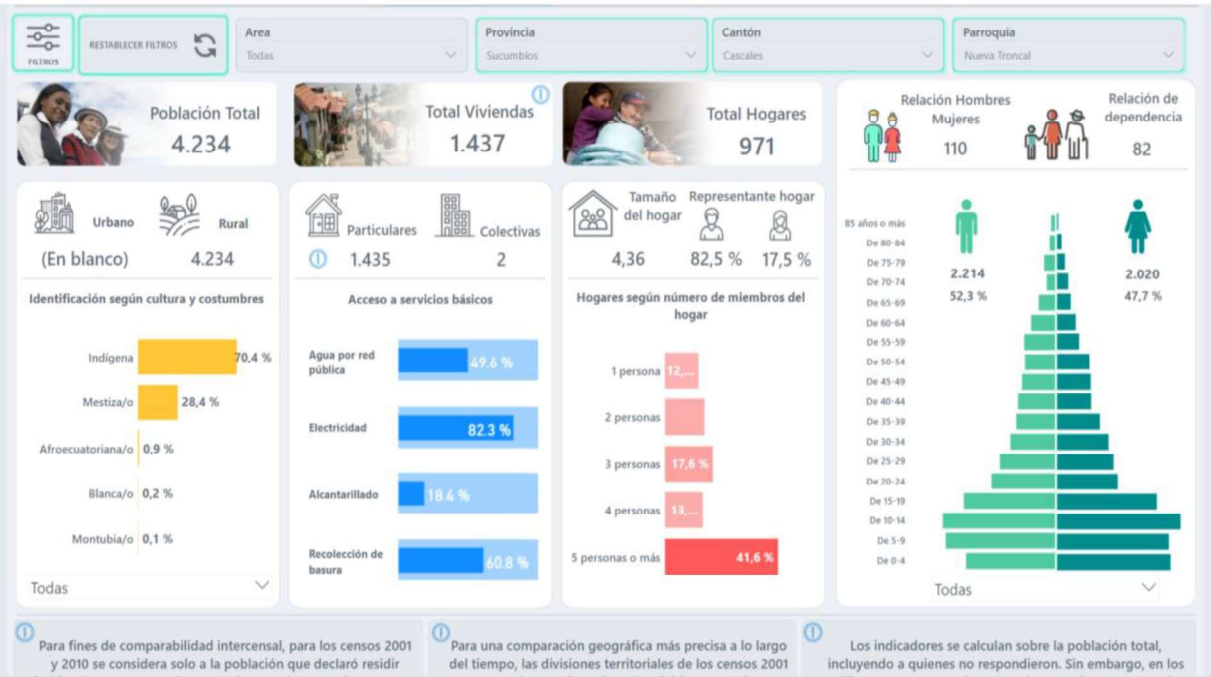 FILTROS
RESTABLECER FILTROS
Area
Todas
Provincia
Sucumbíos
Cantón
Cascales
Parroquia
Nueva Troncal
Población Total
4.234
Total Viviendas
1.437
Total Hogares
971
Relación Hombres
Mujeres
110
Relación de
dependencia
82
Urbano
(En blanco)
Rural
4.234
Identificación según cultura y costumbres
Indígena 70,4 %
Mestiza/o 28,4 %
Afroecuatoriana/o 0,9 %
Blanca/o 0,2 %
Montubia/o 0,1 %
Todas
Particulares
1.435
Colectivas
2
Acceso a servicios básicos
Agua por red
pública
49.6 %
Electricidad 82.3 %
Alcantarillado 18.4 %
Recolección de
basura
60.8 %
Tamaño
del hogar
4,36
Representante hogar
82,5 % 17,5 %
Hogares según número de miembros del
hogar
1 persona 12,...
2 personas
3 personas 17,6 %
4 personas 13,...
5 personas o más 41,6 %
2.214
52,3 %
2.020
47,7 %
85 años o más
De 80-84
De 75-79
De 70-74
De 65-69
De 60-64
De 55-59
De 50-54
De 45-49
De 40-44
De 35-39
De 30-34
De 25-29
De 20-24
De 15-19
De 10-14
De 5-9
De 0-4
Todas
Para fines de comparabilidad intercensal, para los censos 2001
y 2010 se considera solo a la población que declaró residir
Para una comparación geográfica más precisa a lo largo
del tiempo, las divisiones territoriales de los censos 2001
Los indicadores se calculan sobre la población total,
incluyendo a quienes no respondieron. Sin embargo, en los